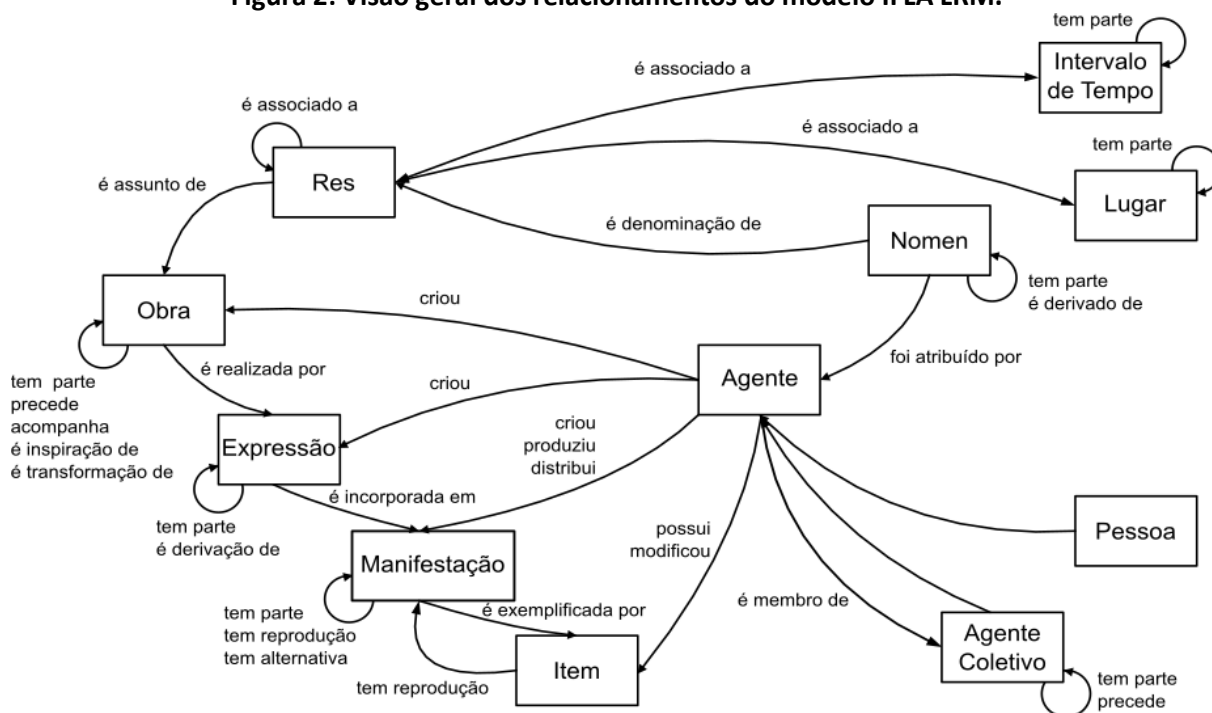 Figura 2: Visão geral dos relacionamentos do modelo IFLA LRM.
tem parte
Intervalo
de Tempo
é associado a
é associado a
é associado a
tem parte
Res
Lugar
é assunto de
é denominação de
Nomen
tem parte
é derivado de
Obra
criou
foi atribuído por
é realizada por
Agente
tem parte
precede
acompanha
é inspiração de
é transformação de
criou
Expressão
criou
produziu
distribui
é incorporada em
tem parte
é derivação de
possui
modificou
Pessoa
Manifestação
é exemplificada por
é membro de
tem parte
tem reprodução
tem alternativa
Agente
Coletivo
Item
tem reprodução
tem parte
precede